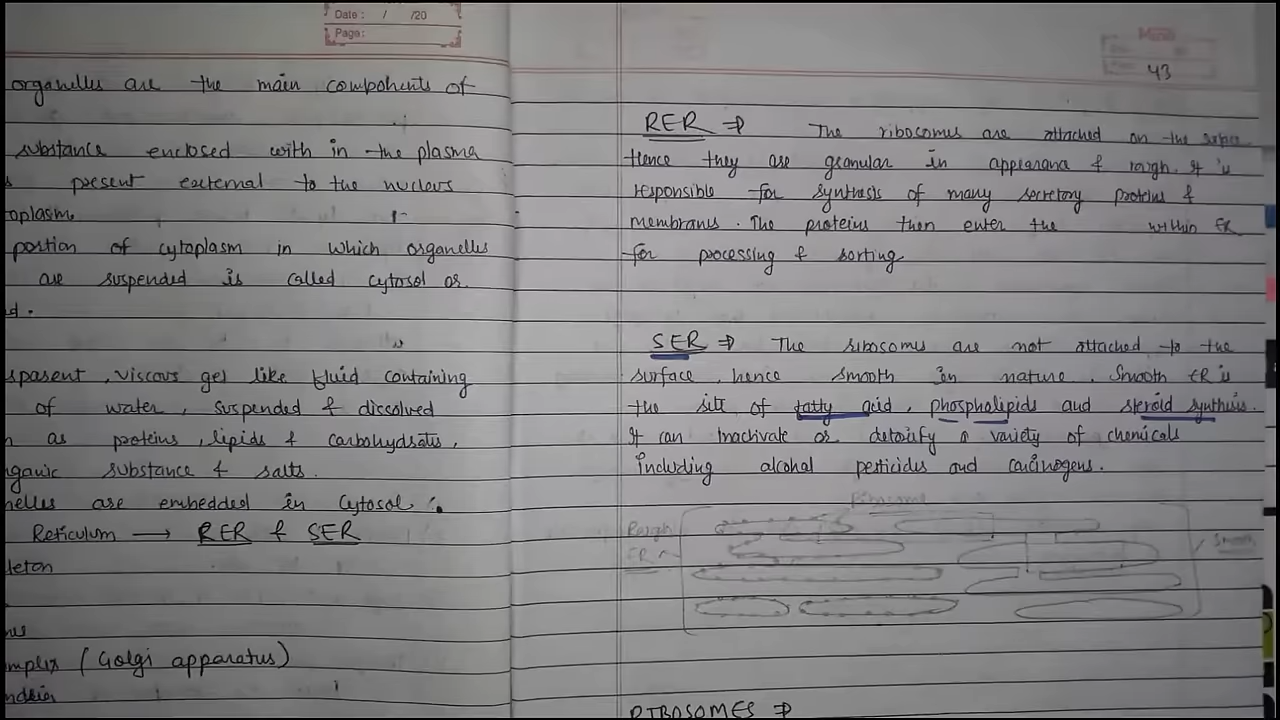 Date : / /20
Page:
organelles are the main components of
substance enclosed with in the plasma
present external to the nucleus
oplasm
portion of cytoplasm in which organelles
are suspended is called cytosol or
d.
sparent, viscous gel like fluid containing
of water, suspended & dissolved
as proteins, lipids & carbohydrates,
ganic substance & salts.
nelles are embedded in cytosol :
Reticulum → RER & SER
leton
mplex (Golgi apparatus)
ndria
43
RER ⇒ The ribosomes are attached on the
Hence they are granular in appearance & rough. It is
responsible for synthesis of many secretory proteins &
membranes. The proteins then enter the within ER
for processing & sorting
SER ⇒ The ribosomes are not attached to the
surface, hence smooth in nature. Smooth ER is
the site of fatty acid, phospholipids and steroid synthesis.
It can inactivate or detoxify a variety of chemicals
including alcohal pesticides and carcinogens.
Rough
ER
Smooth
RIBOSOMES ⇒